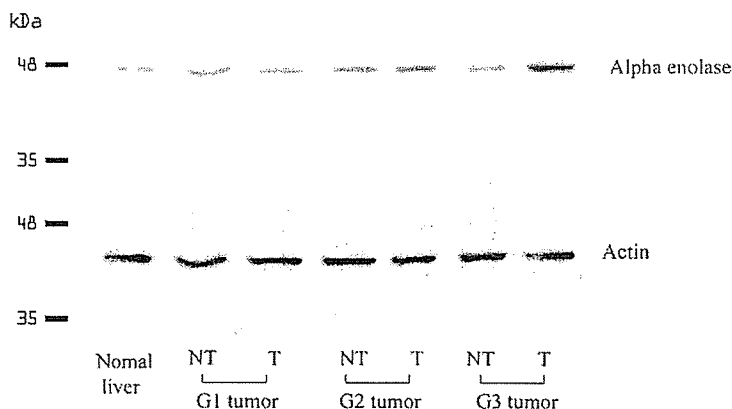 kDa
48
Alpha enolase
35
48
Actin
35
Nomal
liver
NT T
G1 tumor
NT T
G2 tumor
NT T
G3 tumor